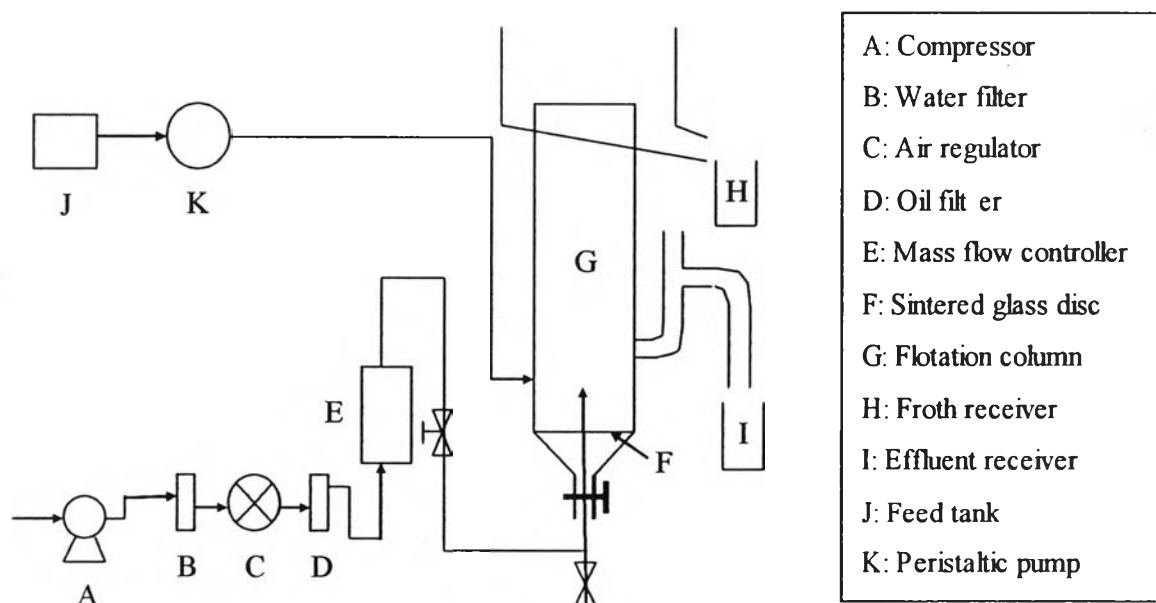 J
K
G
H
E
F
I
A
B
C
D
A: Compressor
B: Water filter
C: Air regulator
D: Oil filt er
E: Mass flow controller
F: Sintered glass disc
G: Flotation column
H: Froth receiver
I: Effluent receiver
J: Feed tank
K: Peristaltic pump